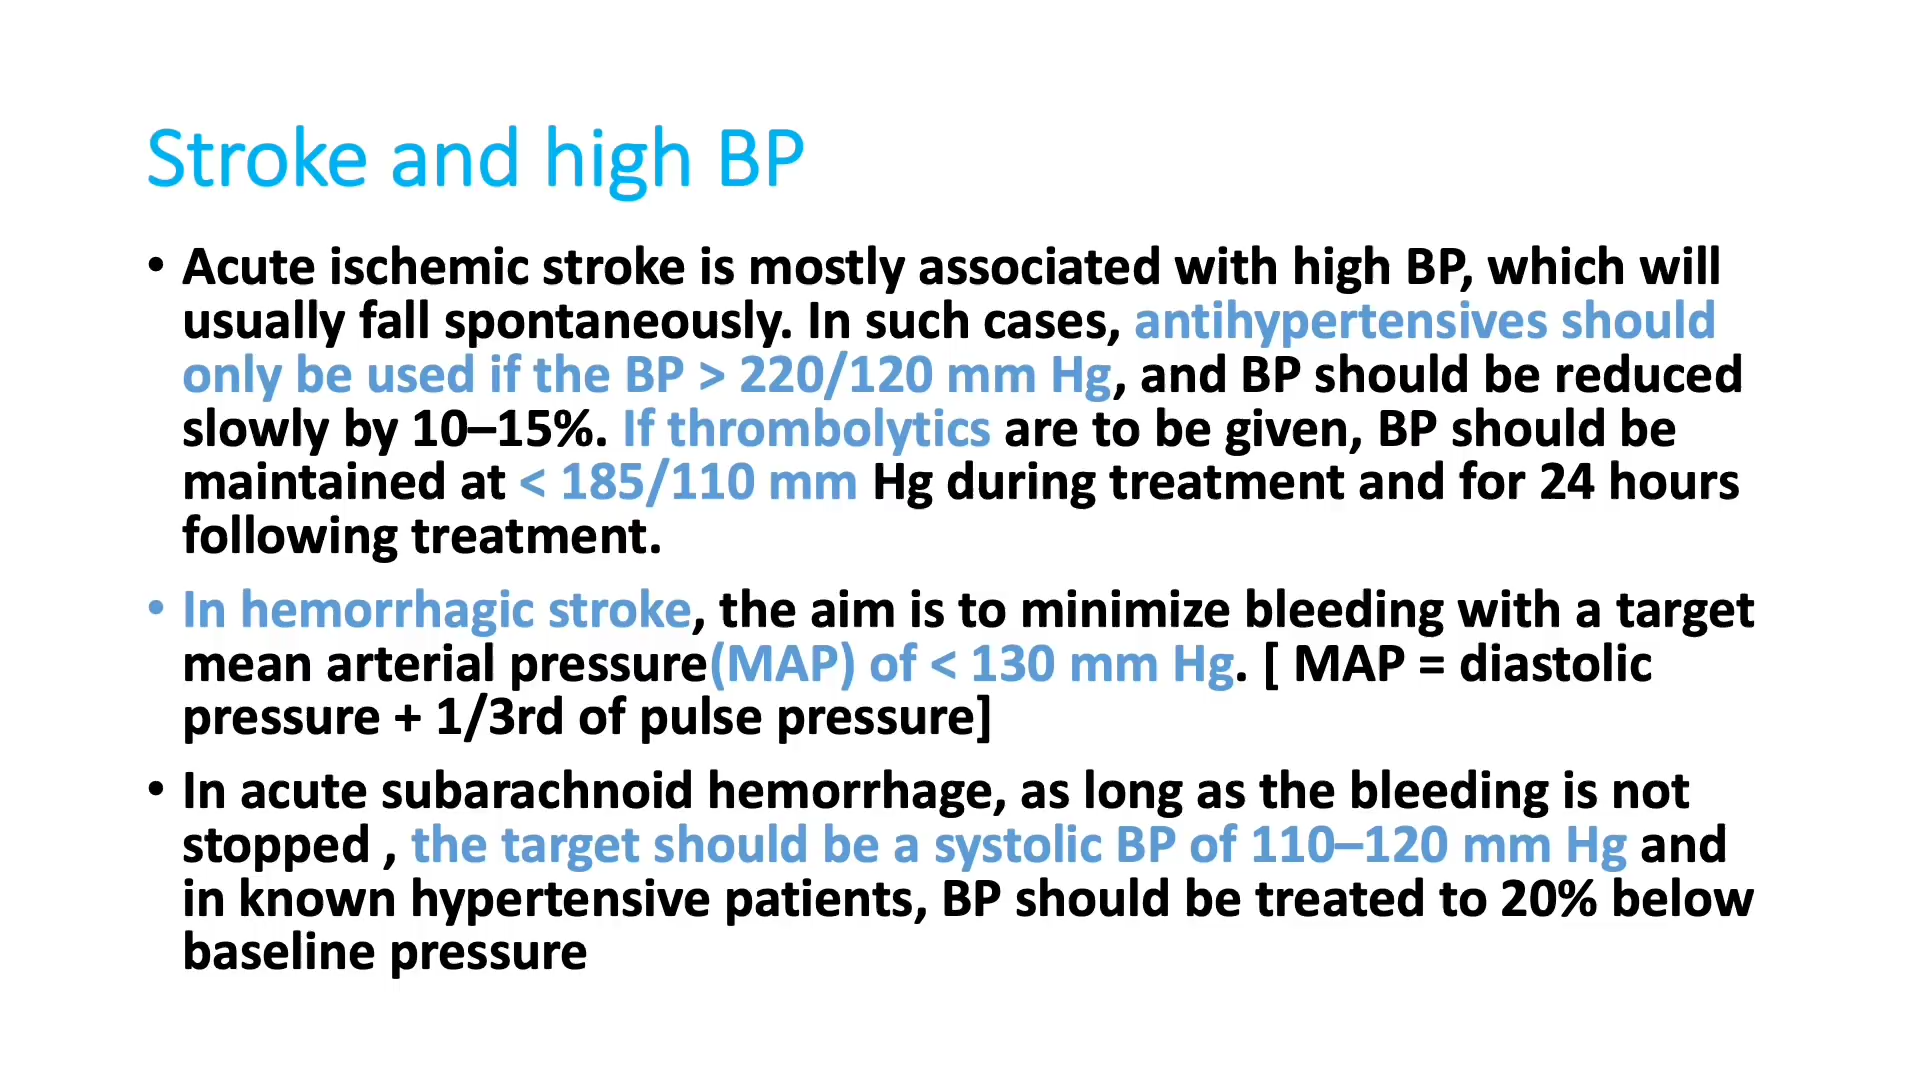 Stroke and high BP
• Acute ischemic stroke is mostly associated with high BP, which will
usually fall spontaneously. In such cases, antihypertensives should
only be used if the BP > 220/120 mm Hg, and BP should be reduced
slowly by 10–15%. If thrombolytics are to be given, BP should be
maintained at < 185/110 mm Hg during treatment and for 24 hours
following treatment.
• In hemorrhagic stroke, the aim is to minimize bleeding with a target
mean arterial pressure(MAP) of < 130 mm Hg. [ MAP = diastolic
pressure + 1/3rd of pulse pressure]
• In acute subarachnoid hemorrhage, as long as the bleeding is not
stopped , the target should be a systolic BP of 110–120 mm Hg and
in known hypertensive patients, BP should be treated to 20% below
baseline pressure